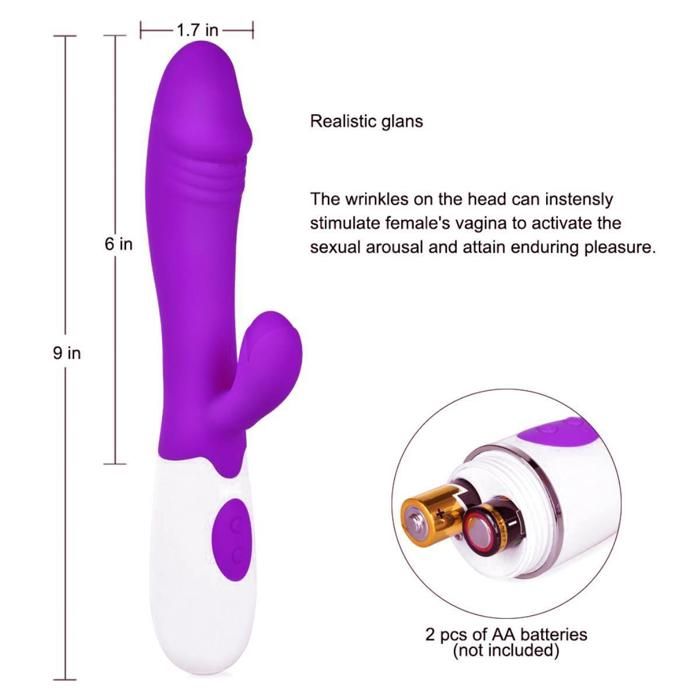 1.7 in
Realistic glans
The wrinkles on the head can instensly
stimulate female's vagina to activate the
sexual arousal and attain enduring pleasure.
6 in
9 in
2 pcs of AA batteries
(not included)